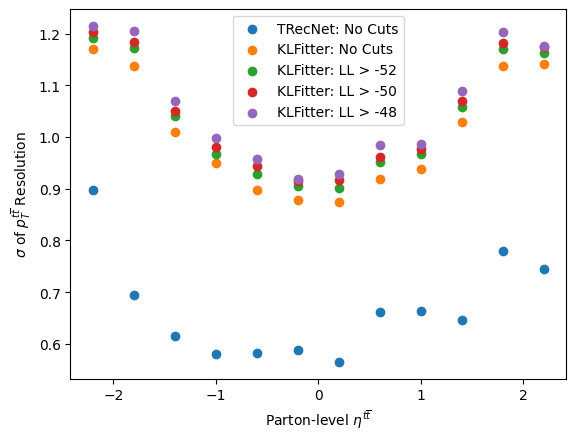 TRecNet: No Cuts
KLFitter: No Cuts
KLFitter: LL > -52
KLFitter: LL > -50
KLFitter: LL > -48
σ of p_T^{tt̅} Resolution
1.2
1.1
1.0
0.9
0.8
0.7
0.6
−2
−1
0
1
2
Parton-level η^{tt̅}